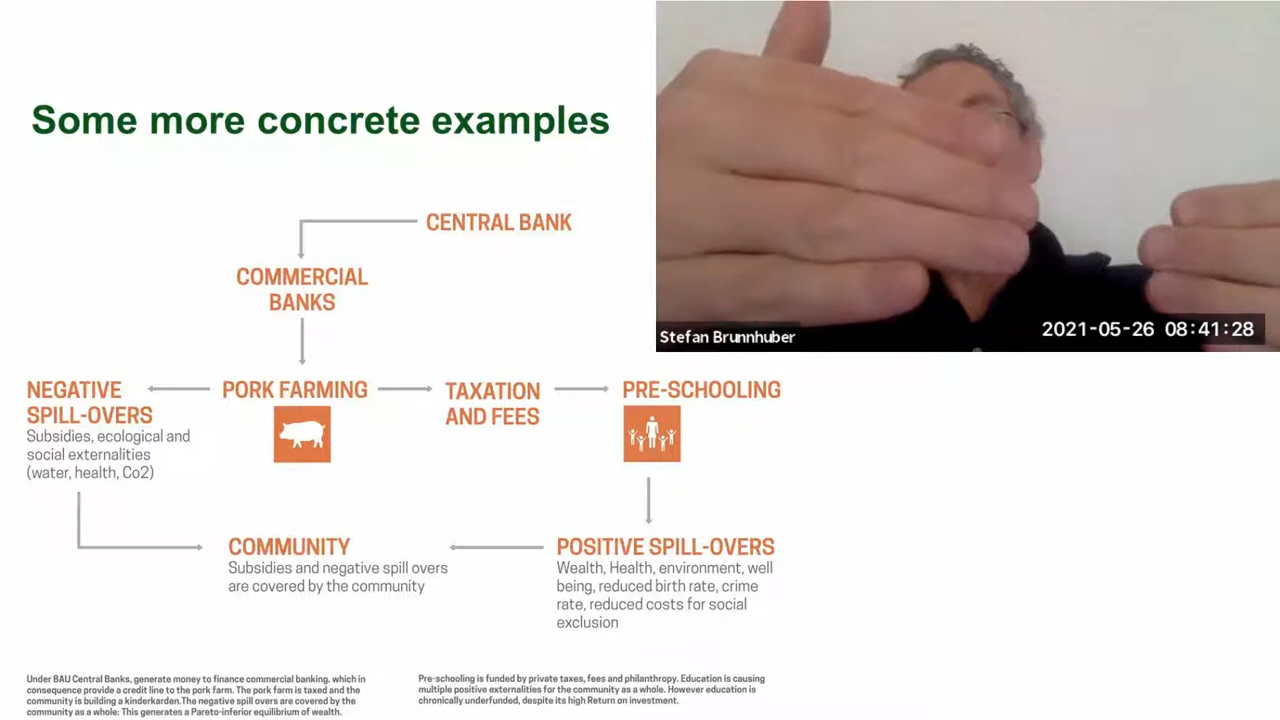 Some more concrete examples
CENTRAL BANK
COMMERCIAL
BANKS
NEGATIVE
SPILL-OVERS
Subsidies, ecological and
social externalities
(water, health, Co2)
PORK FARMING
TAXATION
AND FEES
PRE-SCHOOLING
COMMUNITY
Subsidies and negative spill overs
are covered by the community
POSITIVE SPILL-OVERS
Wealth, Health, environment, well
being, reduced birth rate, crime
rate, reduced costs for social
exclusion
Under BAU Central Banks, generate money to finance commercial banking. which in
consequence provide a credit line to the pork farm. The pork farm is taxed and the
community is building a kinderkarden.The negative spill overs are covered by the
community as a whole: This generates a Pareto-inferior equilibrium of wealth.
Pre-schooling is funded by private taxes, fees and philanthropy. Education is causing
multiple positive externalities for the community as a whole. However education is
chronically underfunded, despite its high Return on investment.
Stefan Brunnhuber
2021-05-26 08:41:28